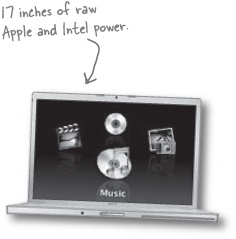 17 inches of raw
Apple and Intel power.
Music